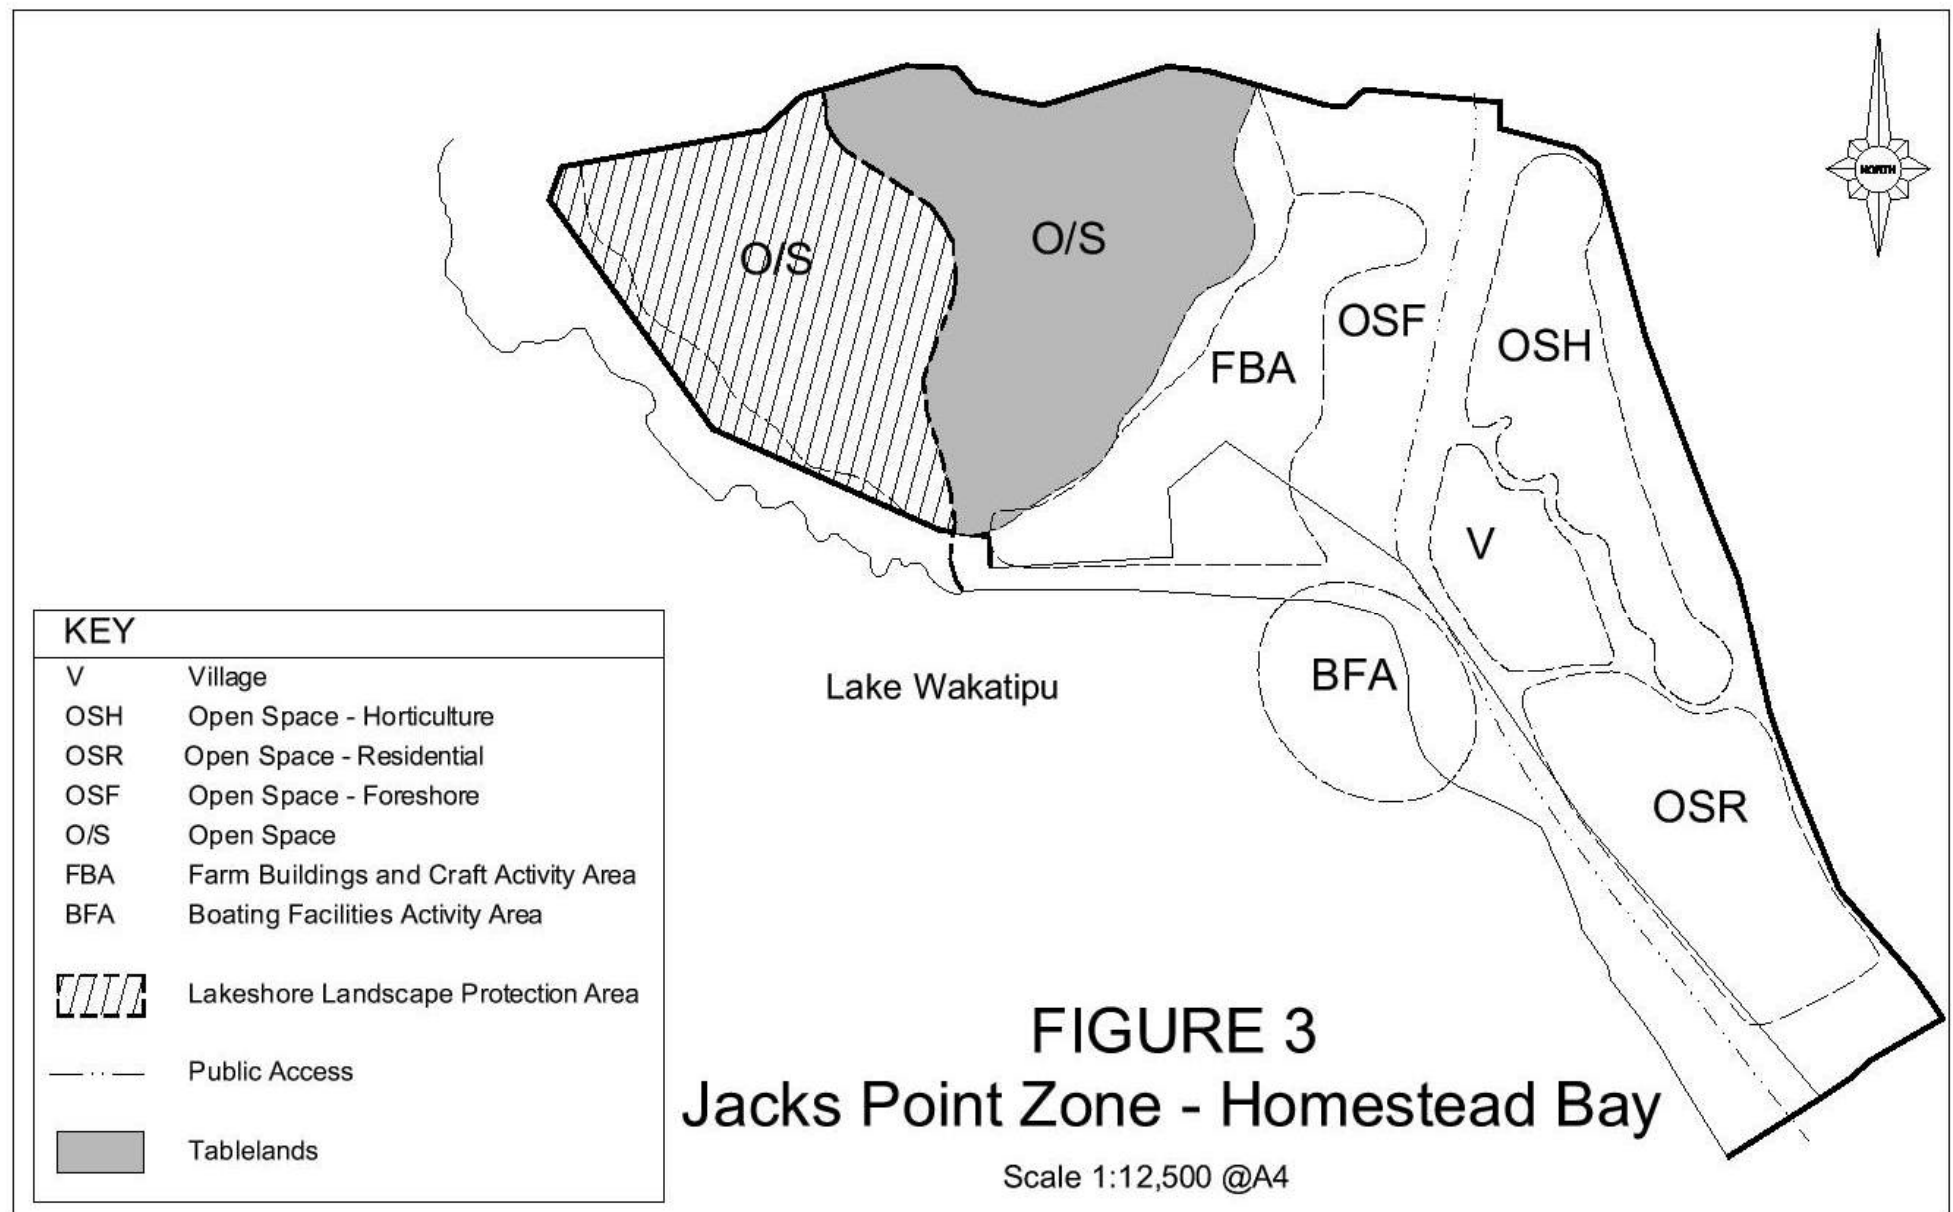 NORTH
O/S
O/S
OSF
OSH
FBA
V
BFA
OSR
Lake Wakatipu
KEY
V Village
OSH Open Space - Horticulture
OSR Open Space - Residential
OSF Open Space - Foreshore
O/S Open Space
FBA Farm Buildings and Craft Activity Area
BFA Boating Facilities Activity Area
Lakeshore Landscape Protection Area
Public Access
Tablelands
FIGURE 3
Jacks Point Zone - Homestead Bay
Scale 1:12,500 @A4